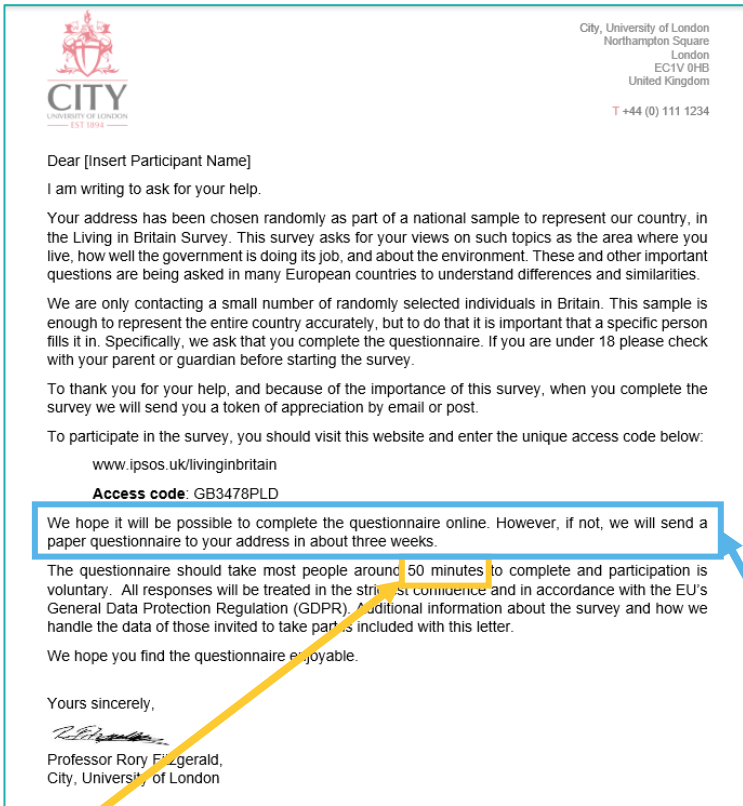 City, University of London
Northampton Square
London
EC1V 0HB
United Kingdom
T +44 (0) 111 1234
CITY
UNIVERSITY OF LONDON
EST 1894
Dear [Insert Participant Name]
I am writing to ask for your help.
Your address has been chosen randomly as part of a national sample to represent our country, in
the Living in Britain Survey. This survey asks for your views on such topics as the area where you
live, how well the government is doing its job, and about the environment. These and other important
questions are being asked in many European countries to understand differences and similarities.
We are only contacting a small number of randomly selected individuals in Britain. This sample is
enough to represent the entire country accurately, but to do that it is important that a specific person
fills it in. Specifically, we ask that you complete the questionnaire. If you are under 18 please check
with your parent or guardian before starting the survey.
To thank you for your help, and because of the importance of this survey, when you complete the
survey we will send you a token of appreciation by email or post.
To participate in the survey, you should visit this website and enter the unique access code below:
www.ipsos.uk/livinginbritain
Access code: GB3478PLD
We hope it will be possible to complete the questionnaire online. However, if not, we will send a
paper questionnaire to your address in about three weeks.
The questionnaire should take most people around 50 minutes to complete and participation is
voluntary. All responses will be treated in the strictest confidence and in accordance with the EU's
General Data Protection Regulation (GDPR). Additional information about the survey and how we
handle the data of those invited to take part is included with this letter.
We hope you find the questionnaire enjoyable.
Yours sincerely,
Professor Rory Fitzgerald,
City, University of London